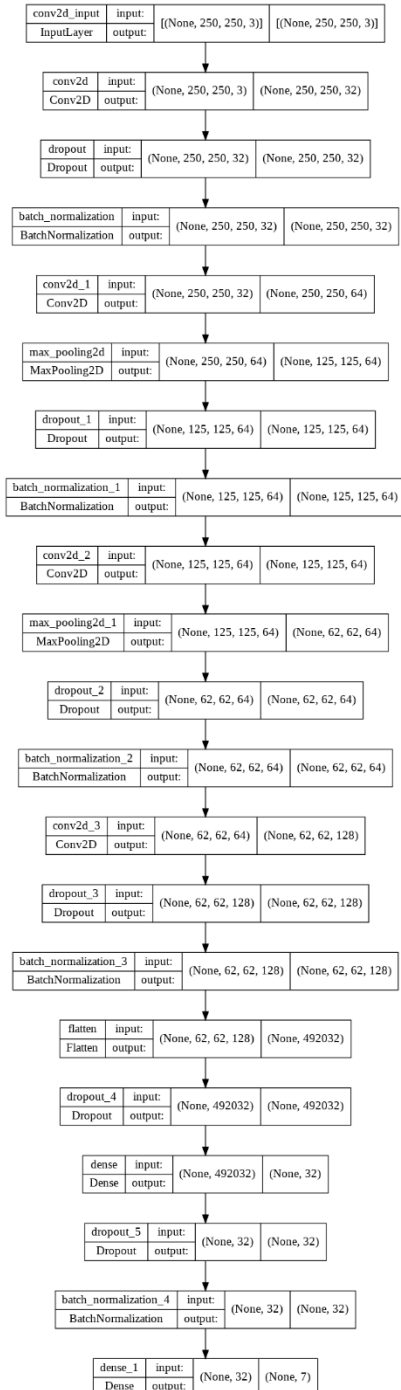 conv2d_input input: [(None, 250, 250, 3)] [(None, 250, 250, 3)]
InputLayer output:
conv2d input: (None, 250, 250, 3) (None, 250, 250, 32)
Conv2D output:
dropout input: (None, 250, 250, 32) (None, 250, 250, 32)
Dropout output:
batch_normalization input: (None, 250, 250, 32) (None, 250, 250, 32)
BatchNormalization output:
conv2d_1 input: (None, 250, 250, 32) (None, 250, 250, 64)
Conv2D output:
max_pooling2d input: (None, 250, 250, 64) (None, 125, 125, 64)
MaxPooling2D output:
dropout_1 input: (None, 125, 125, 64) (None, 125, 125, 64)
Dropout output:
batch_normalization_1 input: (None, 125, 125, 64) (None, 125, 125, 64)
BatchNormalization output:
conv2d_2 input: (None, 125, 125, 64) (None, 125, 125, 64)
Conv2D output:
max_pooling2d_1 input: (None, 125, 125, 64) (None, 62, 62, 64)
MaxPooling2D output:
dropout_2 input: (None, 62, 62, 64) (None, 62, 62, 64)
Dropout output:
batch_normalization_2 input: (None, 62, 62, 64) (None, 62, 62, 64)
BatchNormalization output:
conv2d_3 input: (None, 62, 62, 64) (None, 62, 62, 128)
Conv2D output:
dropout_3 input: (None, 62, 62, 128) (None, 62, 62, 128)
Dropout output:
batch_normalization_3 input: (None, 62, 62, 128) (None, 62, 62, 128)
BatchNormalization output:
flatten input: (None, 62, 62, 128) (None, 492032)
Flatten output:
dropout_4 input: (None, 492032) (None, 492032)
Dropout output:
dense input: (None, 492032) (None, 32)
Dense output:
dropout_5 input: (None, 32) (None, 32)
Dropout output:
batch_normalization_4 input: (None, 32) (None, 32)
BatchNormalization output:
dense_1 input: (None, 32) (None, 7)
Dense output: